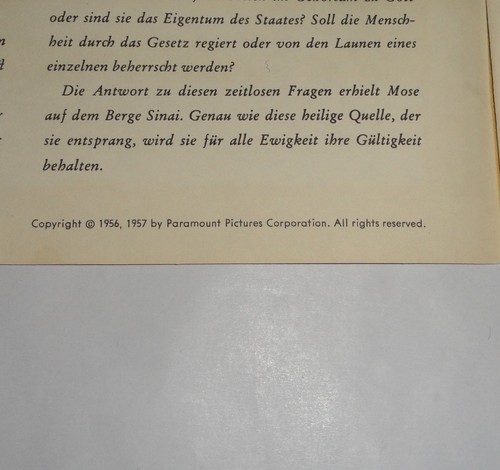 oder sind sie das Eigentum des Staates? Soll die Mensch-
heit durch das Gesetz regiert oder von den Launen eines
einzelnen beherrscht werden?
Die Antwort zu diesen zeitlosen Fragen erhielt Mose
auf dem Berge Sinai. Genau wie diese heilige Quelle, der
sie entsprang, wird sie für alle Ewigkeit ihre Gültigkeit
behalten.
Copyright © 1956, 1957 by Paramount Pictures Corporation. All rights reserved.